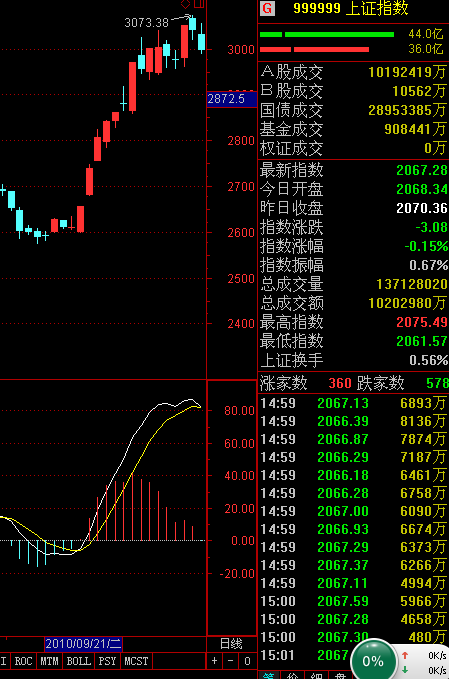 3073.38
3000
2872.5
2800
2700
2600
2500
2400
80.00
60.00
40.00
20.00
0.00
-20.00
2010/09/21/二
日线
ROC MTM BOLL PSY MCST + - 0
G 999999 上证指数
44.0亿
36.0亿
A股成交 10192419万
B股成交 10562万
国债成交 28953385万
基金成交 908441万
权证成交 0万
最新指数 2067.28
今日开盘 2068.34
昨日收盘 2070.36
指数涨跌 -3.08
指数涨幅 -0.15%
指数振幅 0.67%
总成交量 137128020
总成交额 10202980万
最高指数 2075.49
最低指数 2061.57
上证换手 0.56%
涨家数 360 跌家数 578
14:59 2067.13 6893万
14:59 2066.39 8136万
14:59 2066.87 7874万
14:59 2066.29 7187万
14:59 2066.18 6461万
14:59 2066.28 6758万
14:59 2067.00 6090万
14:59 2066.93 6674万
14:59 2067.29 6373万
14:59 2067.37 6266万
14:59 2067.11 4994万
15:00 2067.59 5966万
15:00 2067.28 4658万
15:00 2067.30 480万
15:01 2067
0%
0K/s
0K/s